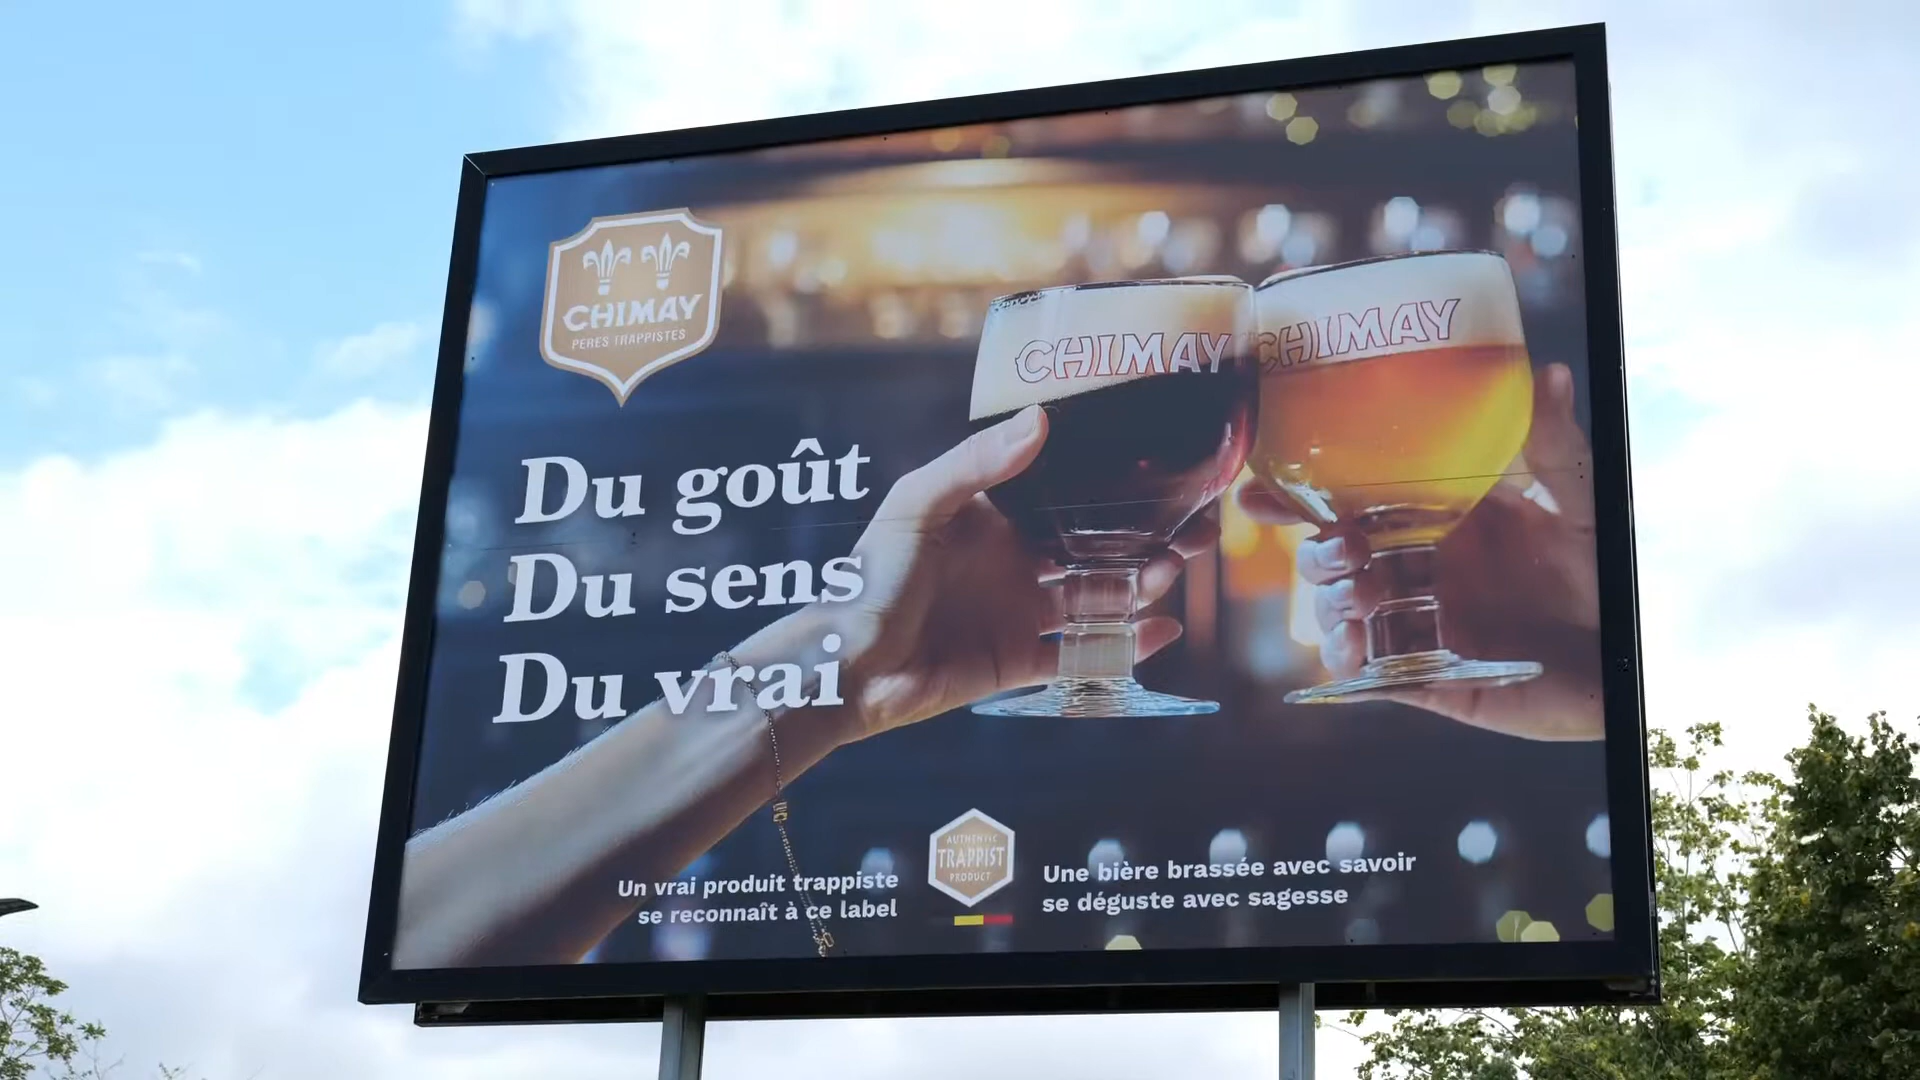 CHIMAY
PÈRES TRAPPISTES
CHIMAY
CHIMAY
Du goût
Du sens
Du vrai
Un vrai produit trappiste
se reconnaît à ce label
AUTHENTIC
TRAPPIST
PRODUCT
Une bière brassée avec savoir
se déguste avec sagesse